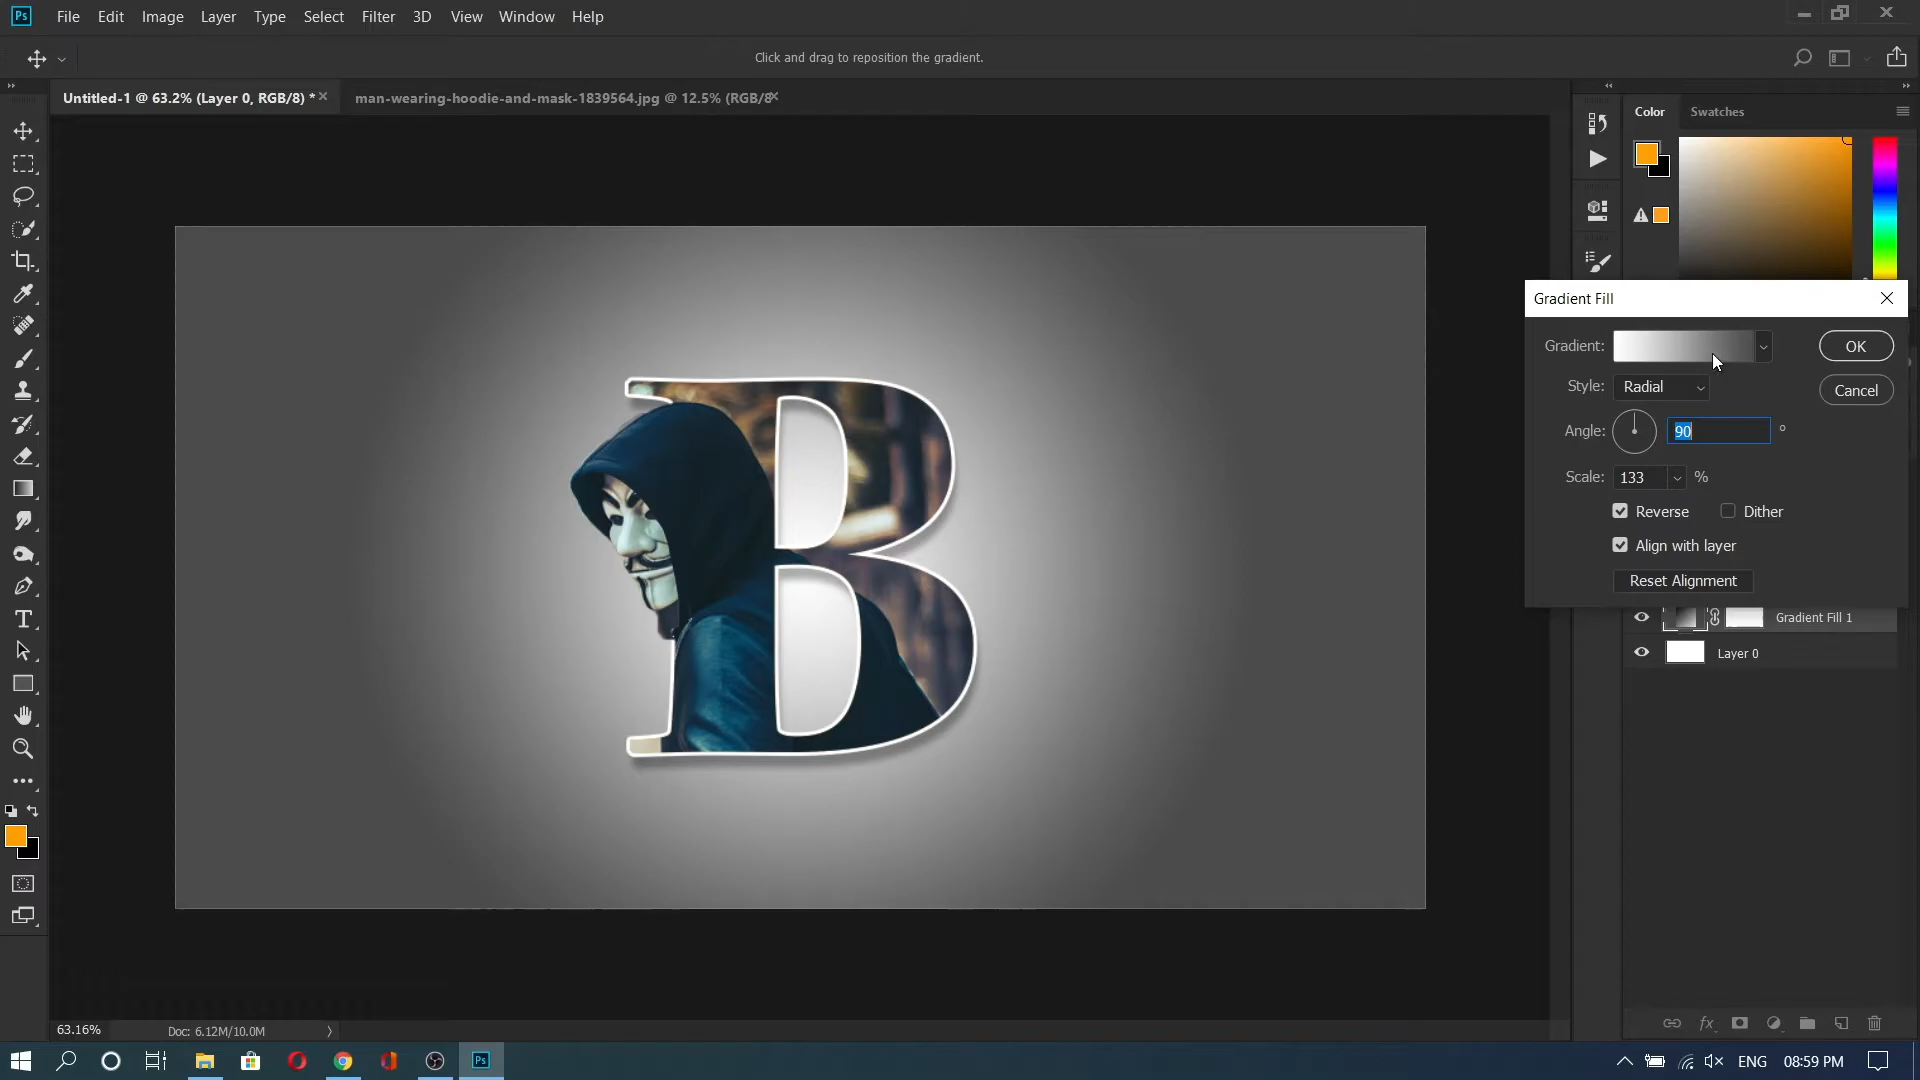 Ps File Edit Image Layer Type Select Filter 3D View Window Help
Click and drag to reposition the gradient.
Untitled-1 @ 63.2% (Layer 0, RGB/8) *
man-wearing-hoodie-and-mask-1839564.jpg @ 12.5% (RGB/8
Color Swatches
Gradient Fill
Gradient:
OK
Style: Radial
Cancel
Angle: 90 °
Scale: 133 %
Reverse Dither
Align with layer
Reset Alignment
Gradient Fill 1
Layer 0
B
T
fx
63.16% Doc: 6.12M/10.0M
Ps
ENG 08:59 PM